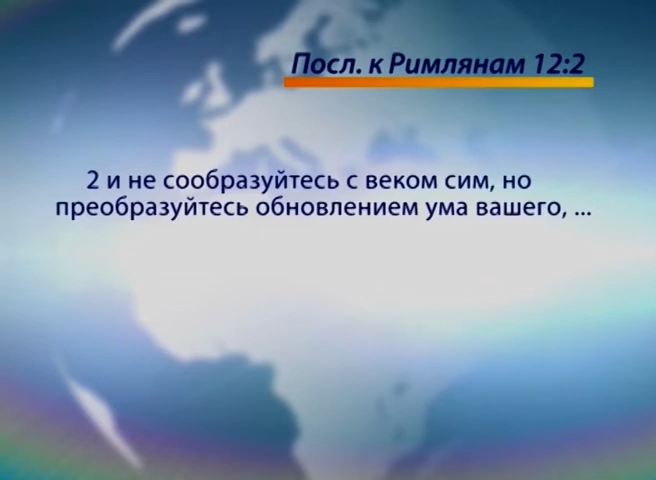 Посл. к Римлянам 12:2
2 и не сообразуйтесь с веком сим, но
преобразуйтесь обновлением ума вашего, ...